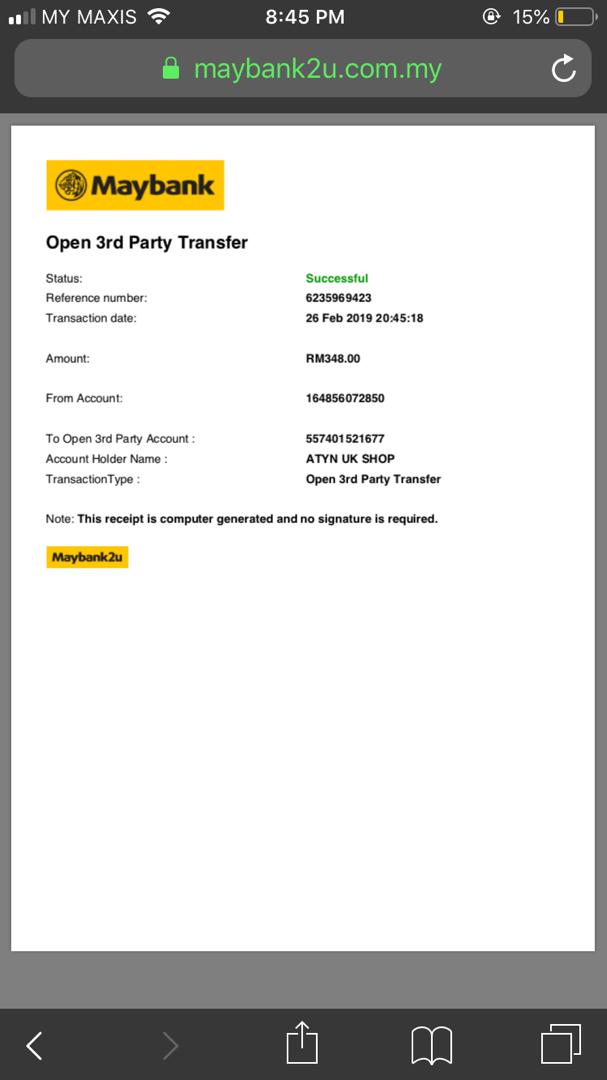 MY MAXIS 8:45 PM 15%
maybank2u.com.my
Maybank
Open 3rd Party Transfer
Status: Successful
Reference number: 6235969423
Transaction date: 26 Feb 2019 20:45:18
Amount: RM348.00
From Account: 164856072850
To Open 3rd Party Account : 557401521677
Account Holder Name : ATYN UK SHOP
TransactionType : Open 3rd Party Transfer
Note: This receipt is computer generated and no signature is required.
Maybank2u